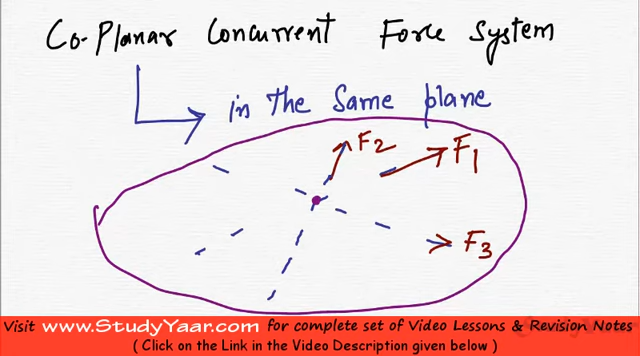 Co-Planar Concurrent Force System
in the same plane
F2
F1
F3
Visit www.StudyYaar.com for complete set of Video Lessons & Revision Notes
( Click on the Link in the Video Description given below )